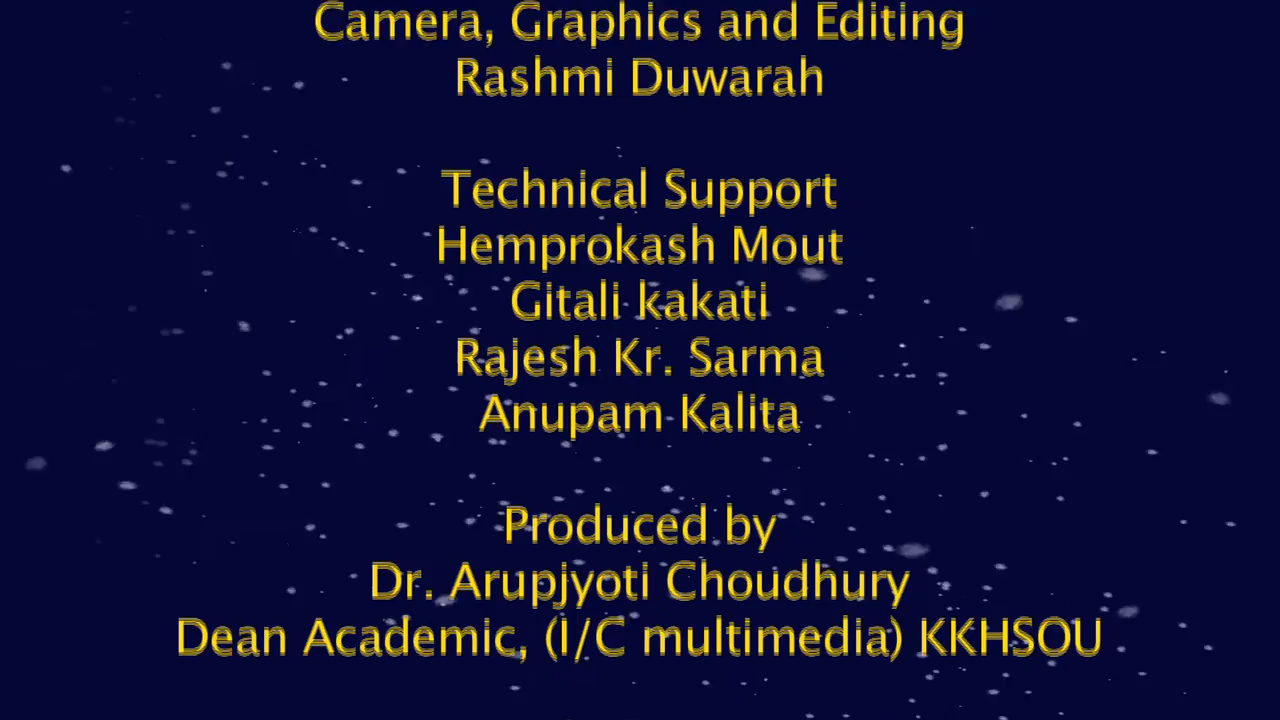 Camera, Graphics and Editing
Rashmi Duwarah
Technical Support
Hemprokash Mout
Gitali kakati
Rajesh Kr. Sarma
Anupam Kalita
Produced by
Dr. Arupjyoti Choudhury
Dean Academic, (I/C multimedia) KKHSOU